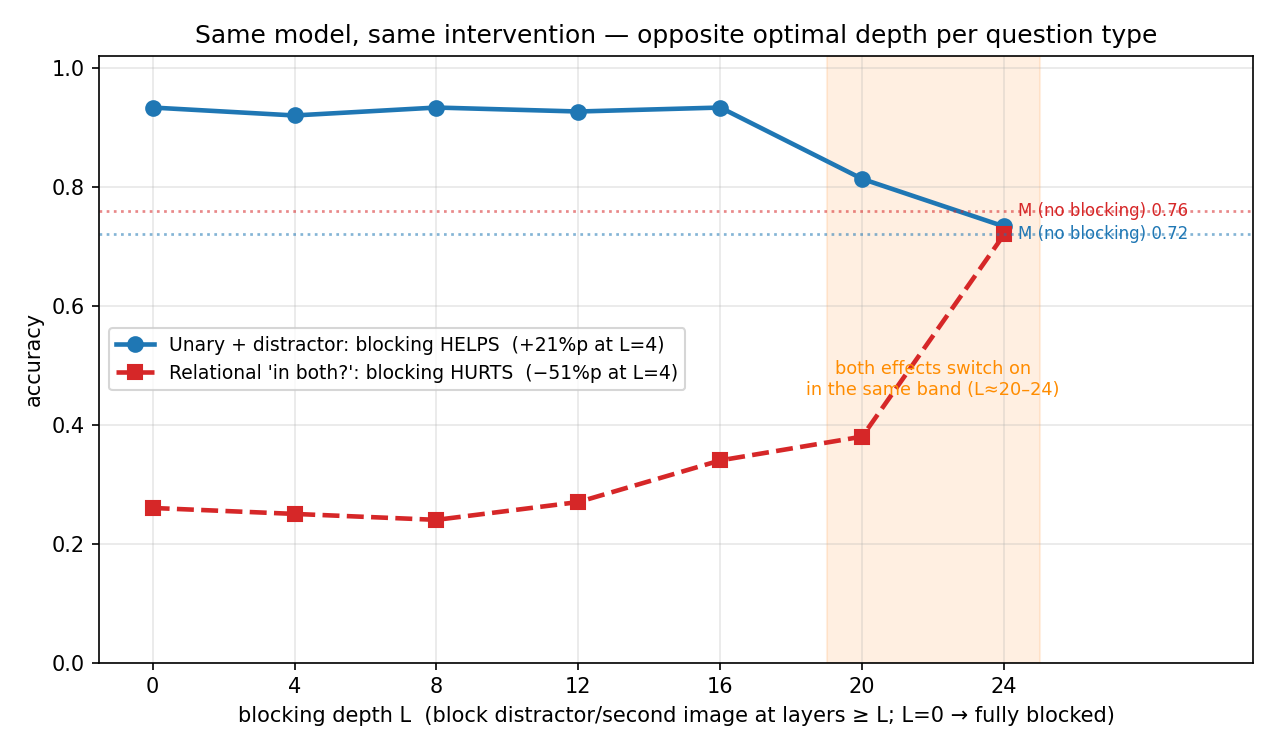 Same model, same intervention — opposite optimal depth per question type
accuracy
1.0
0.8
0.6
0.4
0.2
0.0
M (no blocking) 0.76
M (no blocking) 0.72
Unary + distractor: blocking HELPS (+21%p at L=4)
Relational 'in both?': blocking HURTS (−51%p at L=4)
both effects switch on
in the same band (L≈20–24)
0 4 8 12 16 20 24
blocking depth L (block distractor/second image at layers ≥ L; L=0 → fully blocked)